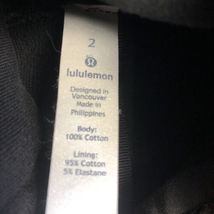 2
lululemon
Designed in
Vancouver
Made in
Philippines
Body:
100% Cotton
Lining:
95% Cotton
5% Elastane